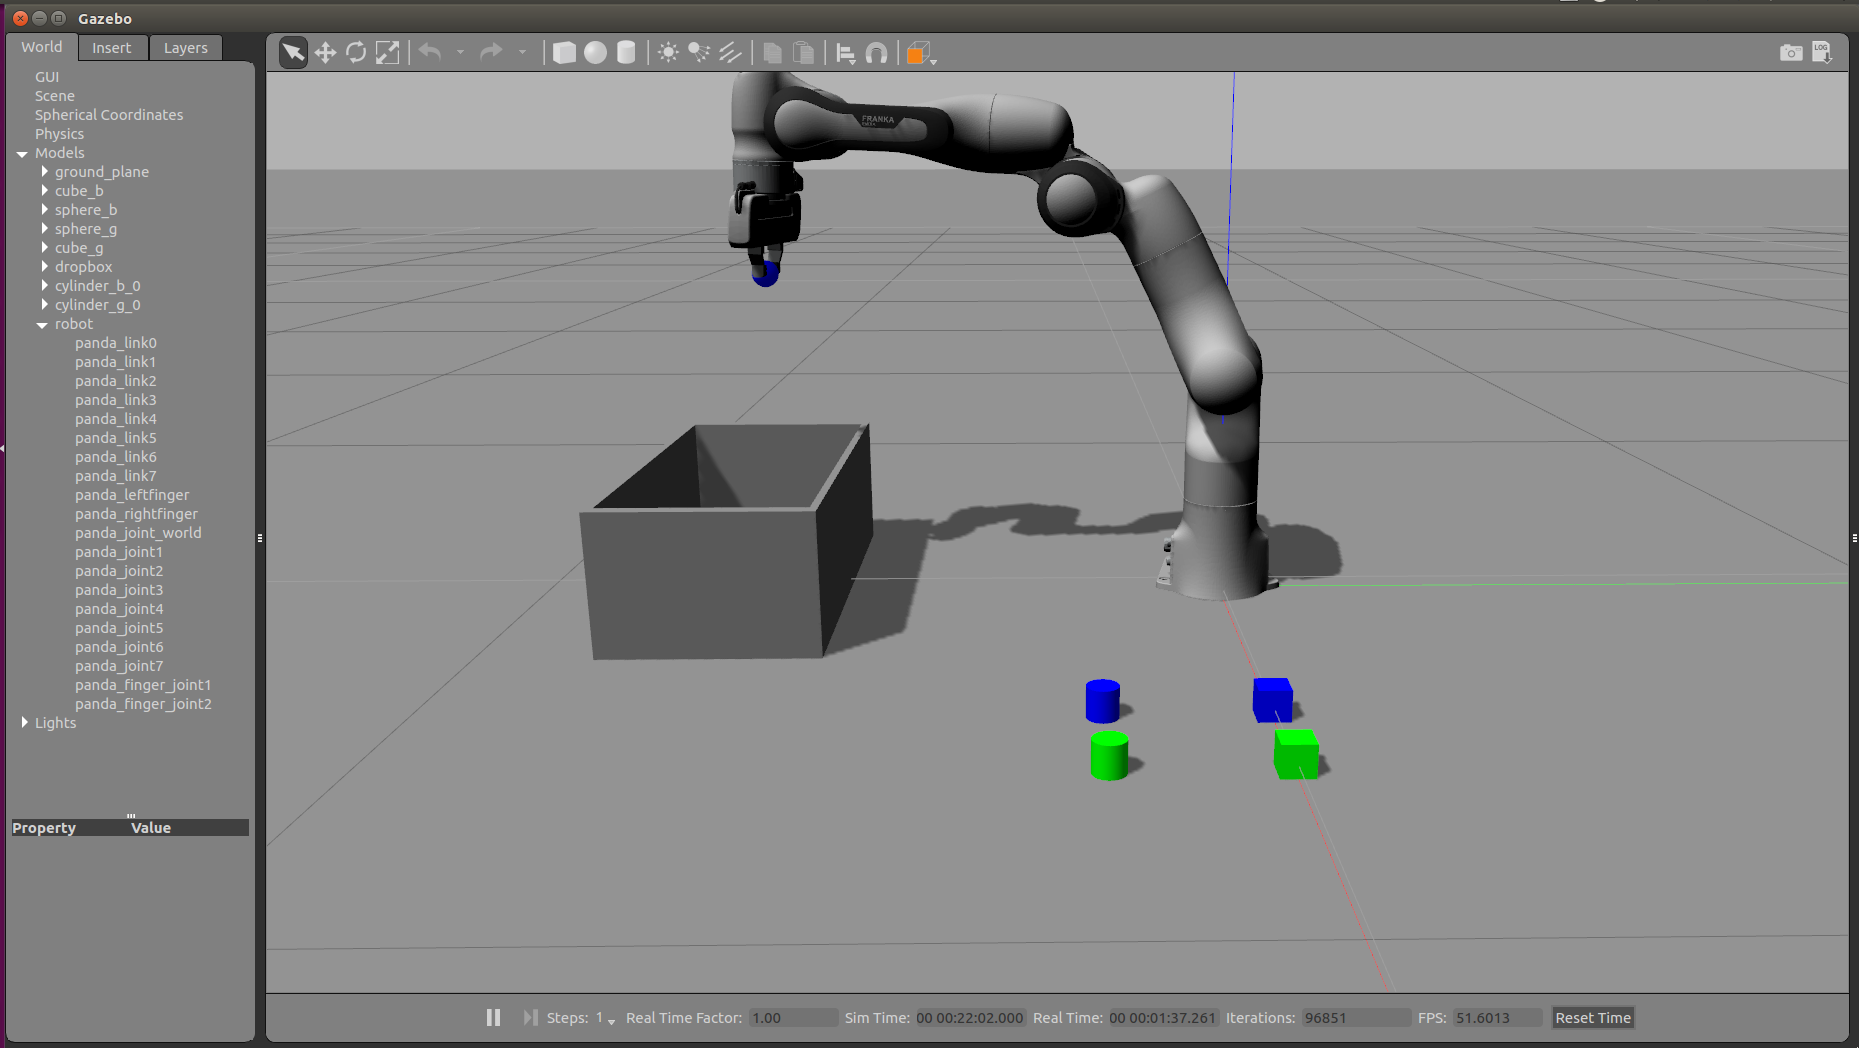 Gazebo
World Insert Layers
GUI
Scene
Spherical Coordinates
Physics
Models
ground_plane
cube_b
sphere_b
sphere_g
cube_g
dropbox
cylinder_b_0
cylinder_g_0
robot
panda_link0
panda_link1
panda_link2
panda_link3
panda_link4
panda_link5
panda_link6
panda_link7
panda_leftfinger
panda_rightfinger
panda_joint_world
panda_joint1
panda_joint2
panda_joint3
panda_joint4
panda_joint5
panda_joint6
panda_joint7
panda_finger_joint1
panda_finger_joint2
Lights
Property Value
LOG
FRANKA
Steps: 1 Real Time Factor: 1.00 Sim Time: 00 00:22:02.000 Real Time: 00 00:01:37.261 Iterations: 96851 FPS: 51.6013 Reset Time